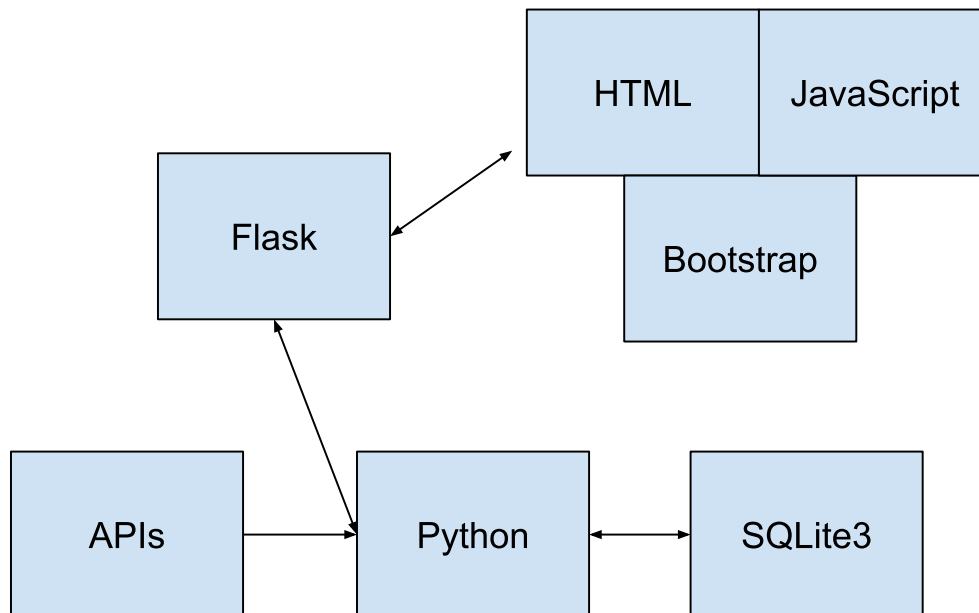 HTML
JavaScript
Flask
Bootstrap
APIs
Python
SQLite3